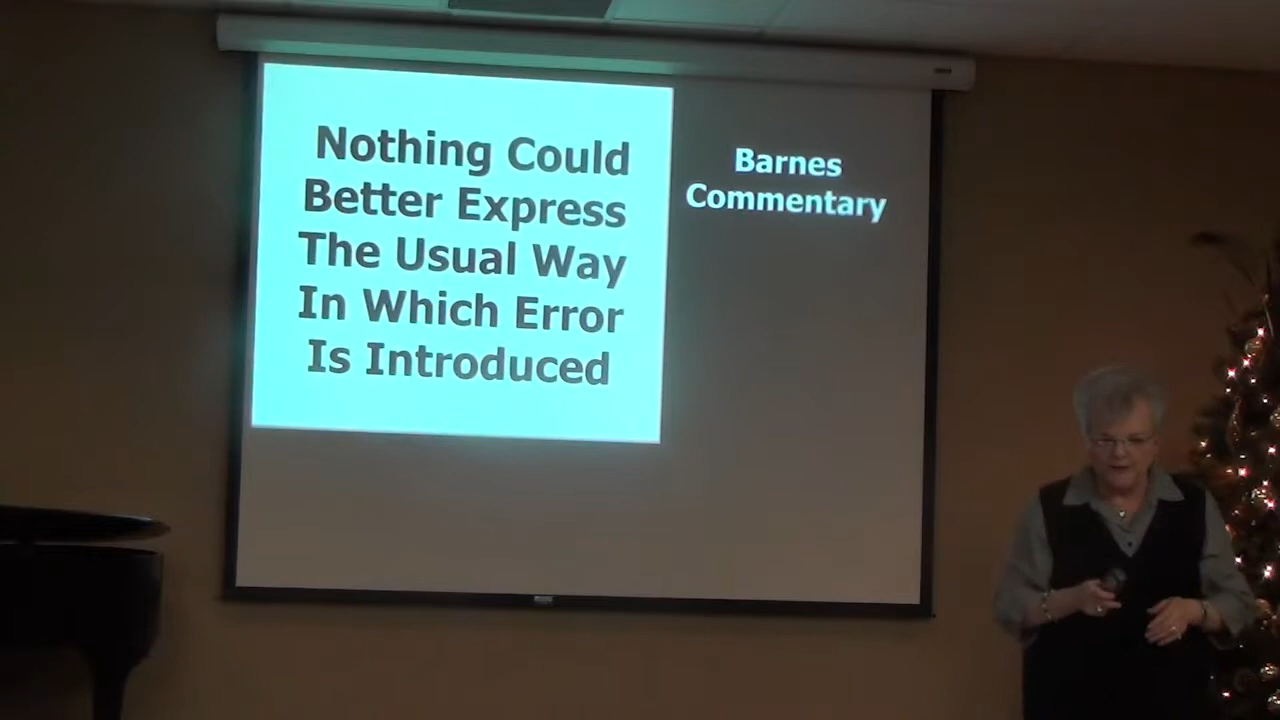 Nothing Could
Better Express
The Usual Way
In Which Error
Is Introduced
Barnes
Commentary